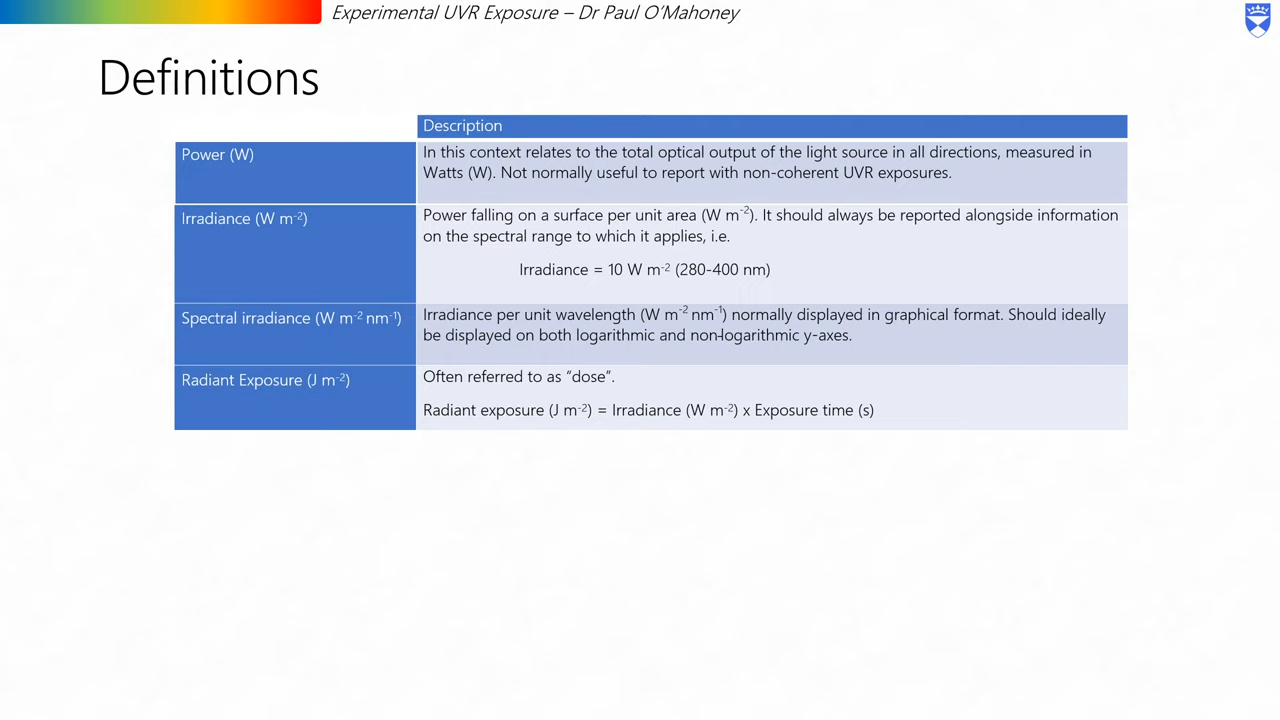 Experimental UVR Exposure – Dr Paul O’Mahoney
Definitions
Description
Power (W)
In this context relates to the total optical output of the light source in all directions, measured in
Watts (W). Not normally useful to report with non-coherent UVR exposures.
Irradiance (W m⁻²)
Power falling on a surface per unit area (W m⁻²). It should always be reported alongside information
on the spectral range to which it applies, i.e.
Irradiance = 10 W m⁻² (280-400 nm)
Spectral irradiance (W m⁻² nm⁻¹)
Irradiance per unit wavelength (W m⁻² nm⁻¹) normally displayed in graphical format. Should ideally
be displayed on both logarithmic and non-logarithmic y-axes.
Radiant Exposure (J m⁻²)
Often referred to as “dose”.
Radiant exposure (J m⁻²) = Irradiance (W m⁻²) x Exposure time (s)